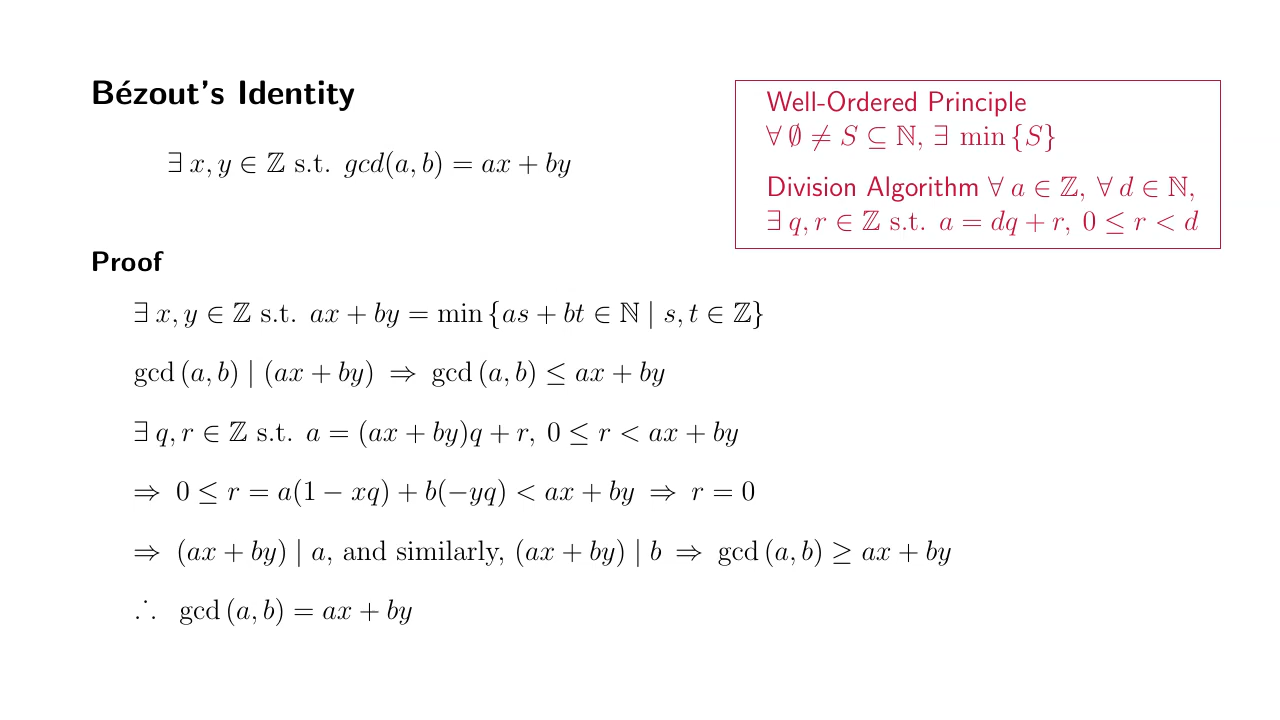 Bézout's Identity
∃ x, y ∈ ℤ s.t. gcd(a, b) = ax + by
Well-Ordered Principle
∀ ∅ ≠ S ⊆ ℕ, ∃ min {S}
Division Algorithm ∀ a ∈ ℤ, ∀ d ∈ ℕ,
∃ q, r ∈ ℤ s.t. a = dq + r, 0 ≤ r < d
Proof
∃ x, y ∈ ℤ s.t. ax + by = min {as + bt ∈ ℕ | s, t ∈ ℤ}
gcd (a, b) | (ax + by) ⇒ gcd (a, b) ≤ ax + by
∃ q, r ∈ ℤ s.t. a = (ax + by)q + r, 0 ≤ r < ax + by
⇒ 0 ≤ r = a(1 − xq) + b(−yq) < ax + by ⇒ r = 0
⇒ (ax + by) | a, and similarly, (ax + by) | b ⇒ gcd (a, b) ≥ ax + by
∴ gcd (a, b) = ax + by